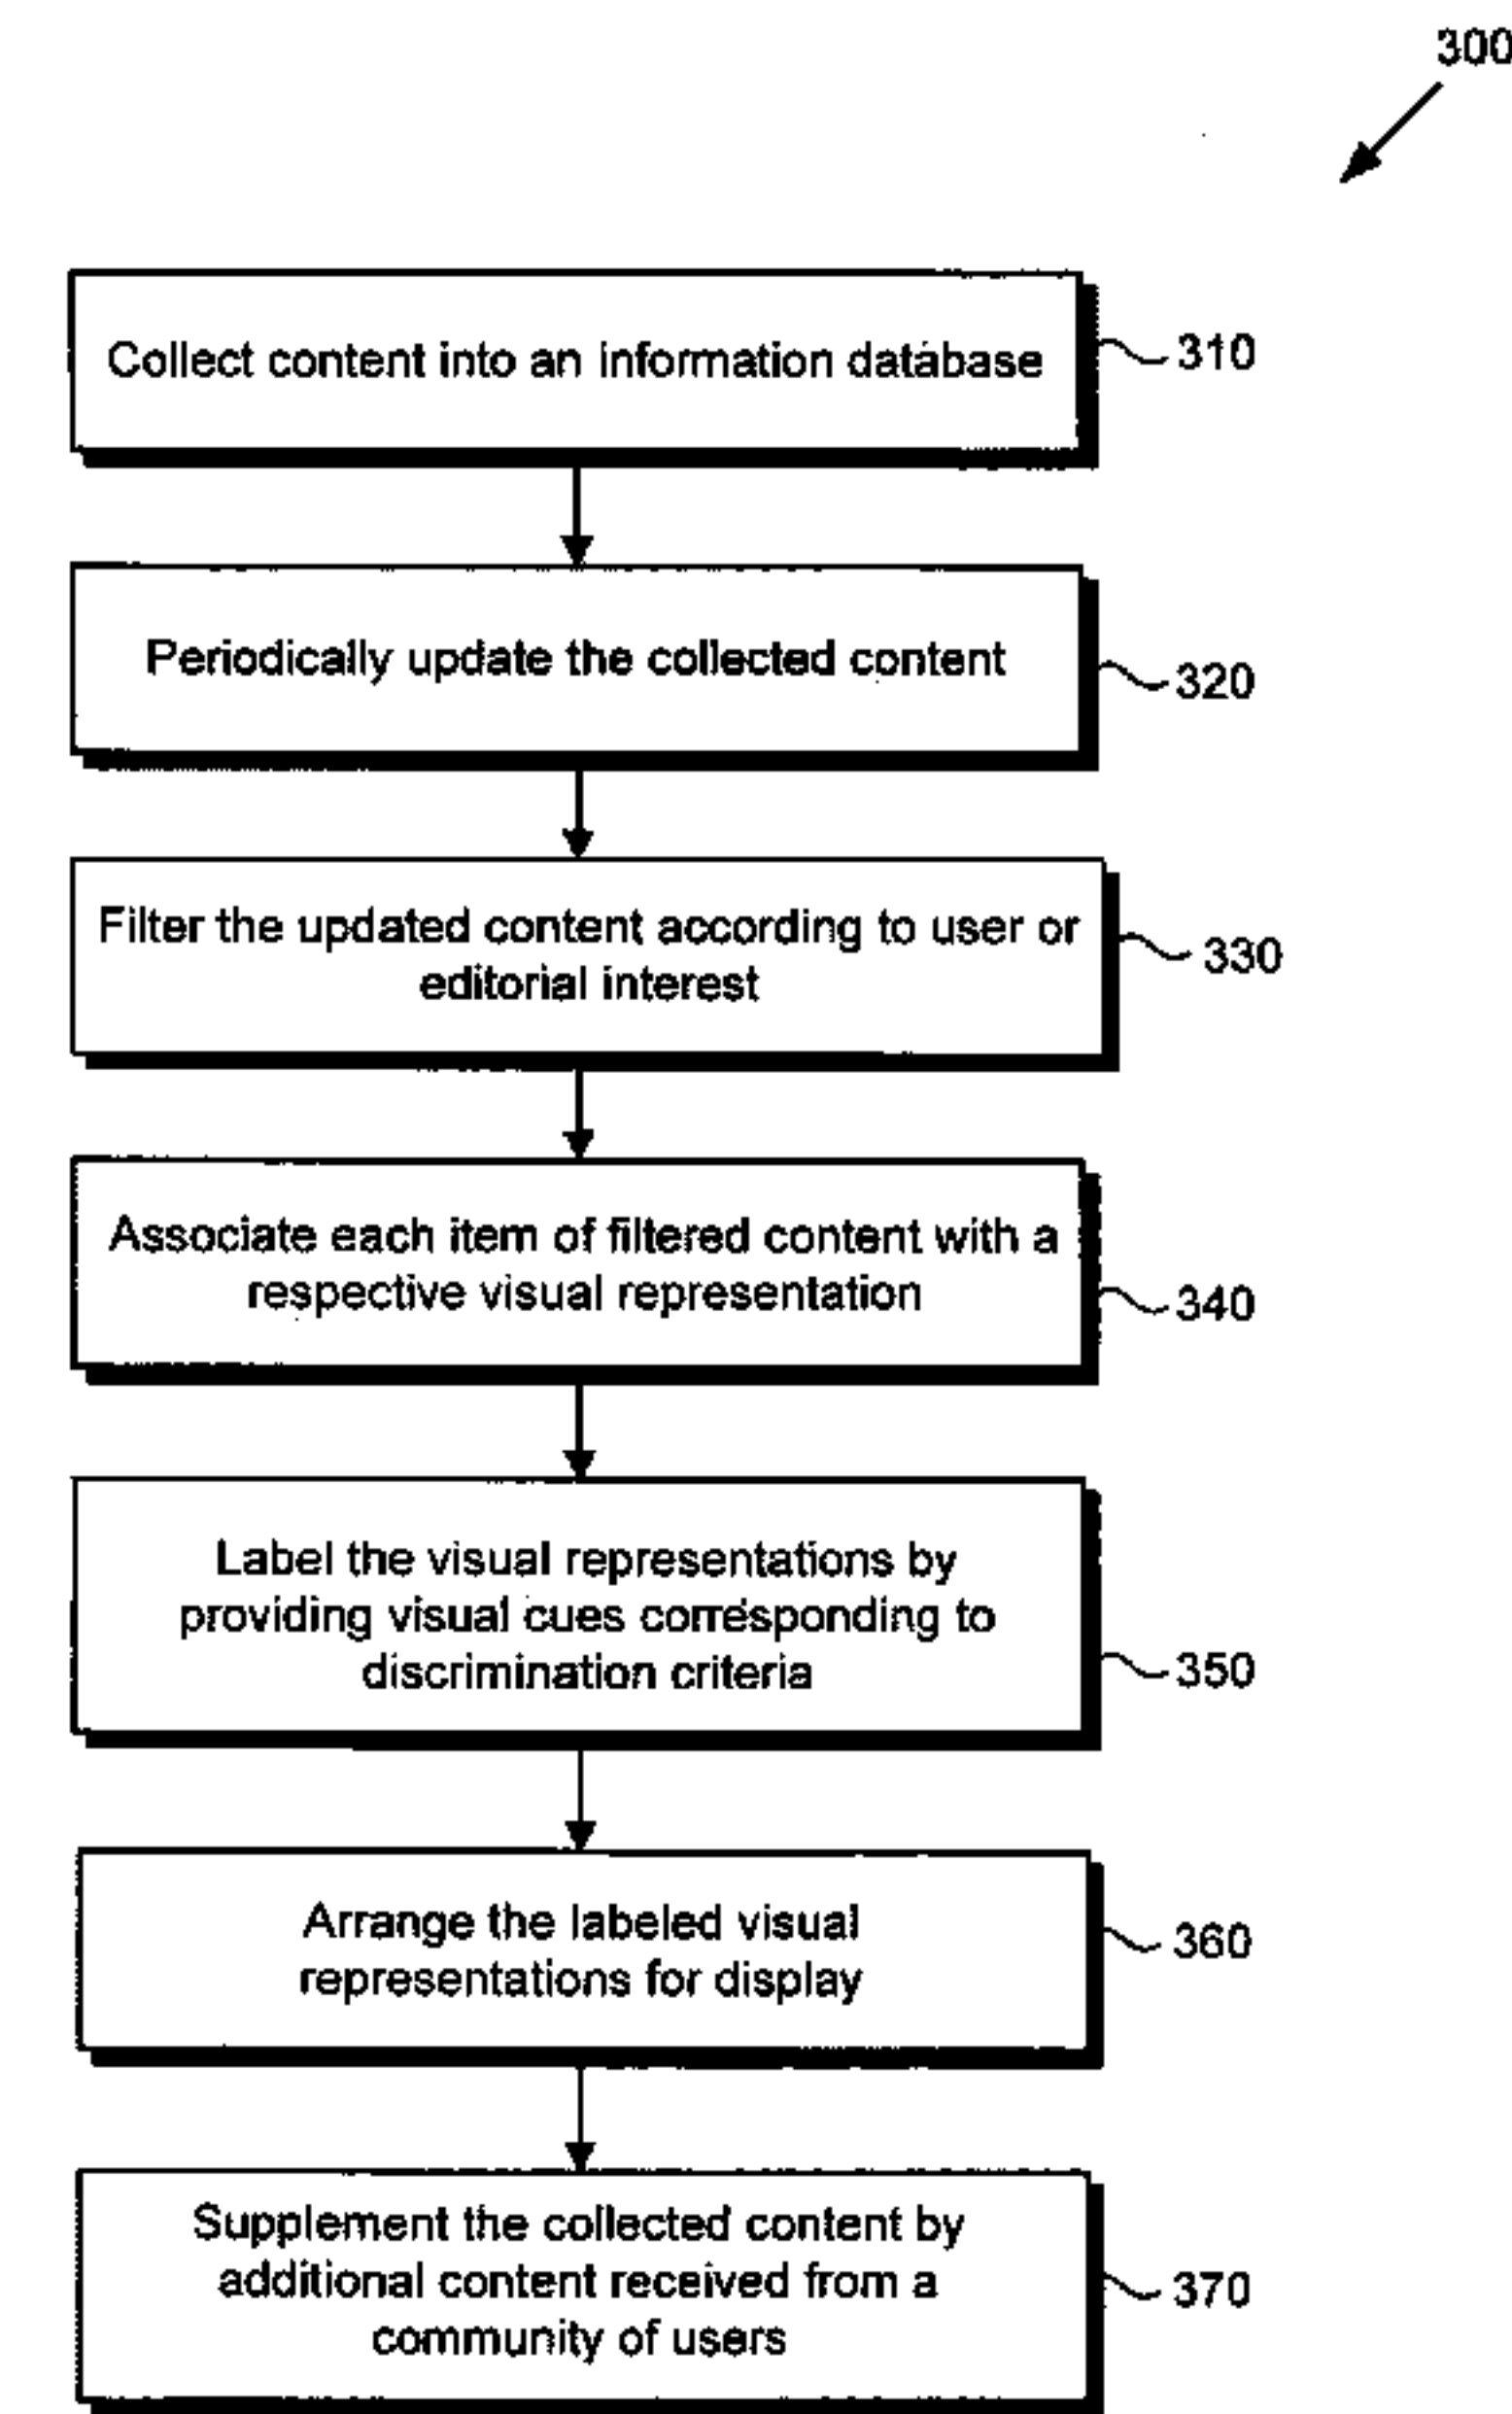 300
Collect content into an information database
310
Periodically update the collected content
320
Filter the updated content according to user or
editorial interest
330
Associate each item of filtered content with a
respective visual representation
340
Label the visual representations by
providing visual cues corresponding to
discrimination criteria
350
Arrange the labeled visual
representations for display
360
Supplement the collected content by
additional content received from a
community of users
370